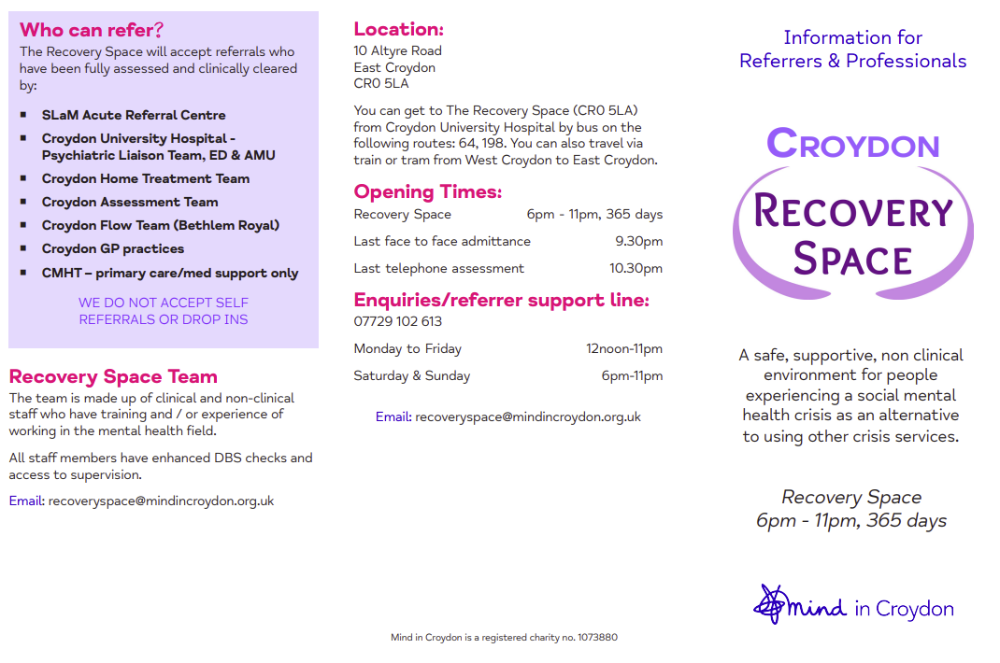 Who can refer?
The Recovery Space will accept referrals who
have been fully assessed and clinically cleared
by:
▪ SLaM Acute Referral Centre
▪ Croydon University Hospital -
Psychiatric Liaison Team, ED & AMU
▪ Croydon Home Treatment Team
▪ Croydon Assessment Team
▪ Croydon Flow Team (Bethlem Royal)
▪ Croydon GP practices
▪ CMHT – primary care/med support only
WE DO NOT ACCEPT SELF
REFERRALS OR DROP INS
Recovery Space Team
The team is made up of clinical and non-clinical
staff who have training and / or experience of
working in the mental health field.
All staff members have enhanced DBS checks and
access to supervision.
Email: recoveryspace@mindincroydon.org.uk
Location:
10 Altyre Road
East Croydon
CR0 5LA
You can get to The Recovery Space (CR0 5LA)
from Croydon University Hospital by bus on the
following routes: 64, 198. You can also travel via
train or tram from West Croydon to East Croydon.
Opening Times:
Recovery Space 6pm - 11pm, 365 days
Last face to face admittance 9.30pm
Last telephone assessment 10.30pm
Enquiries/referrer support line:
07729 102 613
Monday to Friday 12noon-11pm
Saturday & Sunday 6pm-11pm
Email: recoveryspace@mindincroydon.org.uk
Mind in Croydon is a registered charity no. 1073880
Information for
Referrers & Professionals
CROYDON
RECOVERY
SPACE
A safe, supportive, non clinical
environment for people
experiencing a social mental
health crisis as an alternative
to using other crisis services.
Recovery Space
6pm - 11pm, 365 days
mind in Croydon